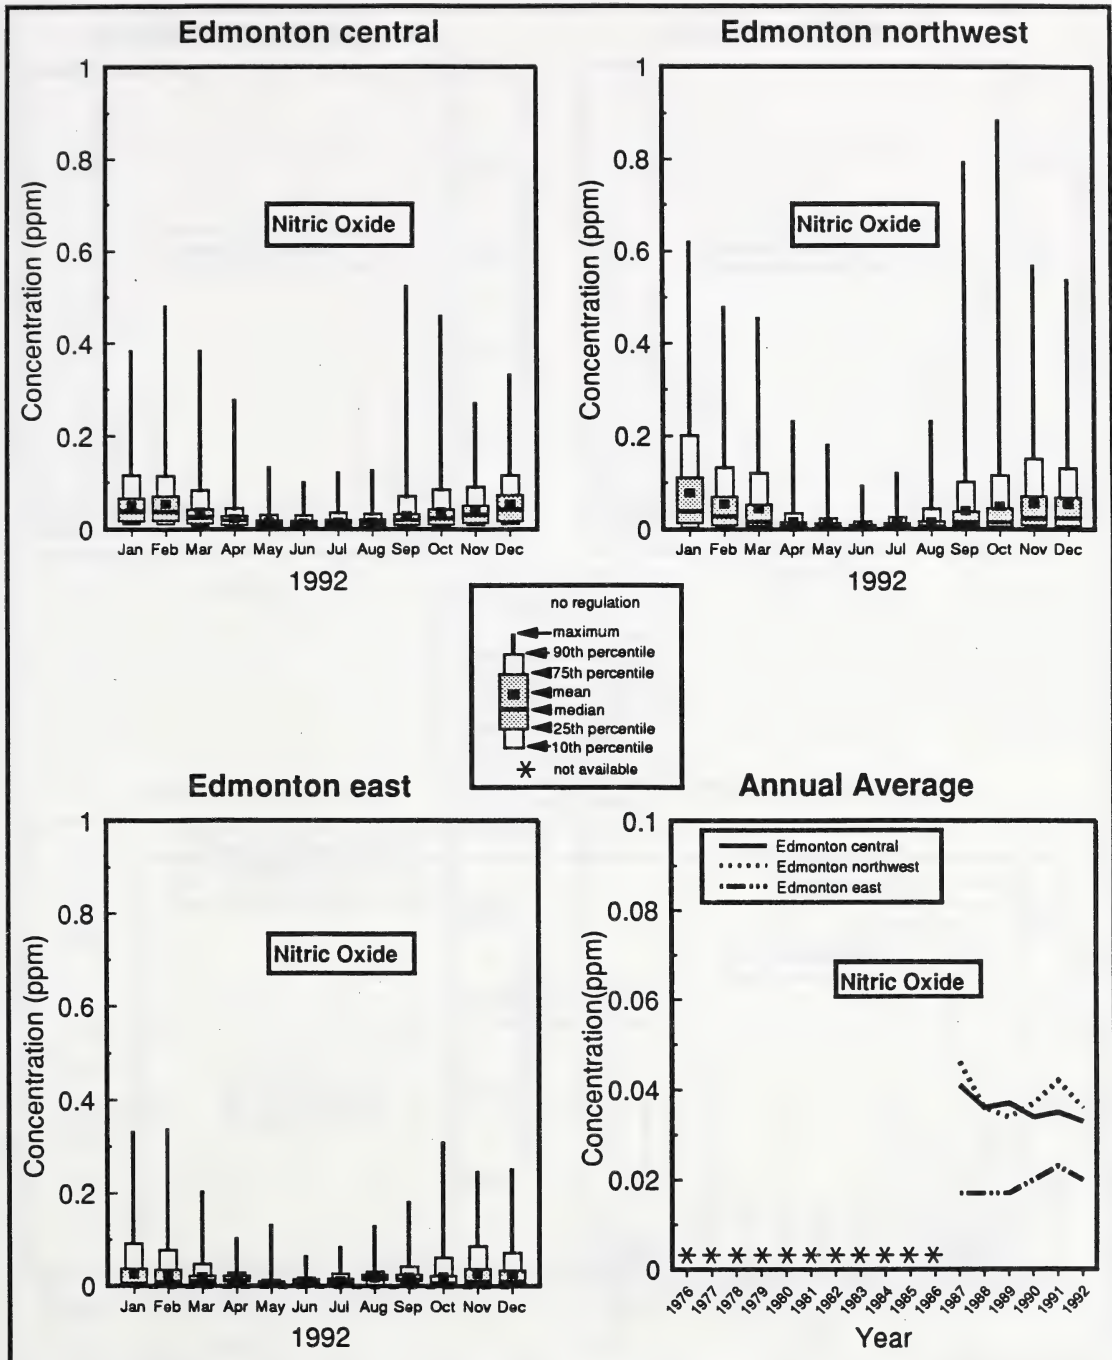 Edmonton central
Concentration (ppm)
1
0.8
0.6
0.4
0.2
0
Nitric Oxide
Jan Feb Mar Apr May Jun Jul Aug Sep Oct Nov Dec
1992
Edmonton northwest
Concentration (ppm)
1
0.8
0.6
0.4
0.2
0
Nitric Oxide
Jan Feb Mar Apr May Jun Jul Aug Sep Oct Nov Dec
1992
no regulation
maximum
90th percentile
75th percentile
mean
median
25th percentile
10th percentile
not available
Edmonton east
Concentration (ppm)
1
0.8
0.6
0.4
0.2
0
Nitric Oxide
Jan Feb Mar Apr May Jun Jul Aug Sep Oct Nov Dec
1992
Annual Average
Concentration(ppm)
0.1
0.08
0.06
0.04
0.02
0
Edmonton central
Edmonton northwest
Edmonton east
Nitric Oxide
1976 1977 1978 1979 1980 1981 1982 1983 1984 1985 1986 1987 1988 1989 1990 1991 1992
Year